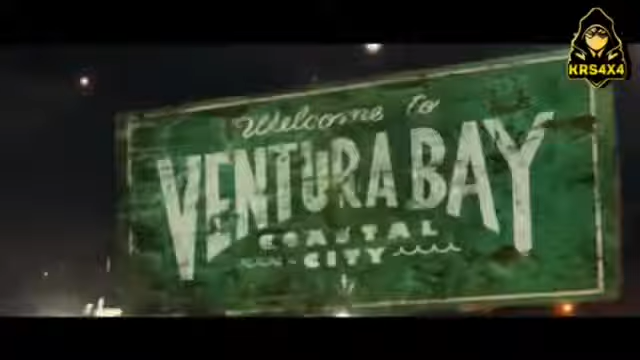 KRS4X4
Welcome to
VENTURA BAY
COASTAL
CITY